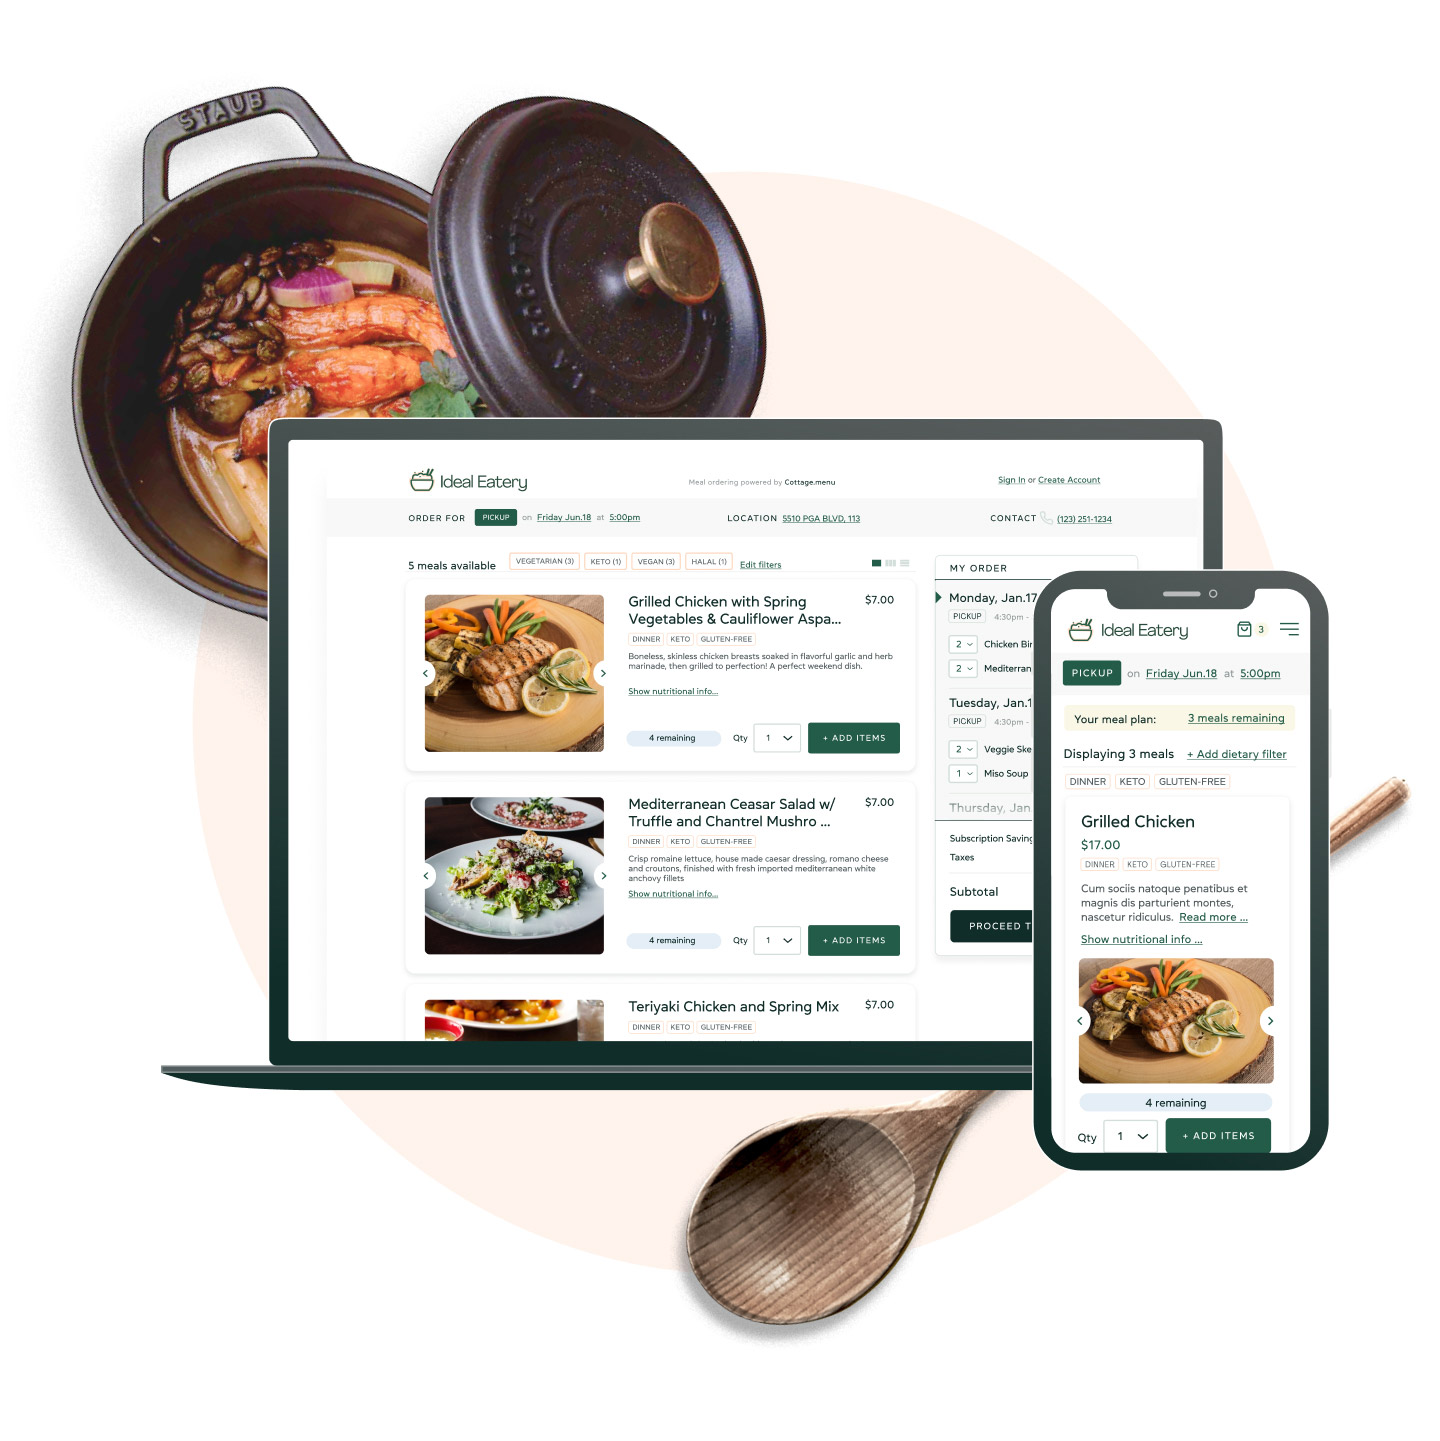 STAUB
Ideal Eatery
Meal ordering powered by Cottage.menu
Sign In or Create Account
ORDER FOR PICKUP on Friday Jun.18 at 5:00pm
LOCATION 5510 PGA BLVD, 113
CONTACT (123) 251-1234
5 meals available VEGETARIAN (3) KETO (1) VEGAN (3) HALAL (1) Edit filters
Grilled Chicken with Spring $7.00
Vegetables & Cauliflower Aspa...
DINNER KETO GLUTEN-FREE
Boneless, skinless chicken breasts soaked in flavorful garlic and herb
marinade, then grilled to perfection! A perfect weekend dish.
Show nutritional info...
4 remaining Qty 1 + ADD ITEMS
Mediterranean Ceasar Salad w/ $7.00
Truffle and Chantrel Mushro ...
DINNER KETO GLUTEN-FREE
Crisp romaine lettuce, house made caesar dressing, romano cheese
and croutons, finished with fresh imported mediterranean white
anchovy fillets
Show nutritional info...
4 remaining Qty 1 + ADD ITEMS
Teriyaki Chicken and Spring Mix $7.00
DINNER KETO GLUTEN-FREE
MY ORDER
Monday, Jan.17
PICKUP 4:30pm -
2 Chicken Bir
2 Mediterran
Tuesday, Jan.1
PICKUP 4:30pm -
2 Veggie Ske
1 Miso Soup
Thursday, Jan.
Subscription Saving
Taxes
Subtotal
PROCEED T
Ideal Eatery 3
PICKUP on Friday Jun.18 at 5:00pm
Your meal plan: 3 meals remaining
Displaying 3 meals + Add dietary filter
DINNER KETO GLUTEN-FREE
Grilled Chicken
$17.00
DINNER KETO GLUTEN-FREE
Cum sociis natoque penatibus et
magnis dis parturient montes,
nascetur ridiculus. Read more ...
Show nutritional info ...
4 remaining
Qty 1 + ADD ITEMS